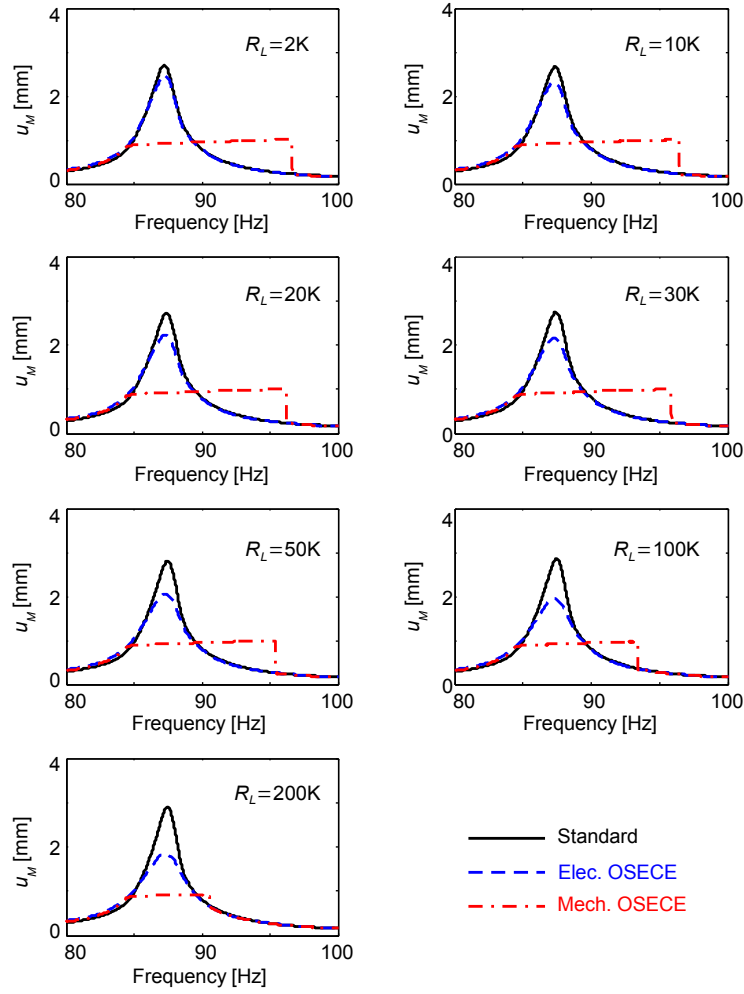 4
3
2
1
0
u_M [mm]
R_L=2K
80
90
100
Frequency [Hz]
4
2
0
u_M [mm]
R_L=10K
80
90
100
Frequency [Hz]
4
2
0
u_M [mm]
R_L=20K
80
90
100
Frequency [Hz]
4
2
0
u_M [mm]
R_L=30K
80
90
100
Frequency [Hz]
4
2
0
u_M [mm]
R_L=50K
80
90
100
Frequency [Hz]
4
2
0
u_M [mm]
R_L=100K
80
90
100
Frequency [Hz]
4
2
0
u_M [mm]
R_L=200K
80
90
100
Frequency [Hz]
Standard
Elec. OSECE
Mech. OSECE